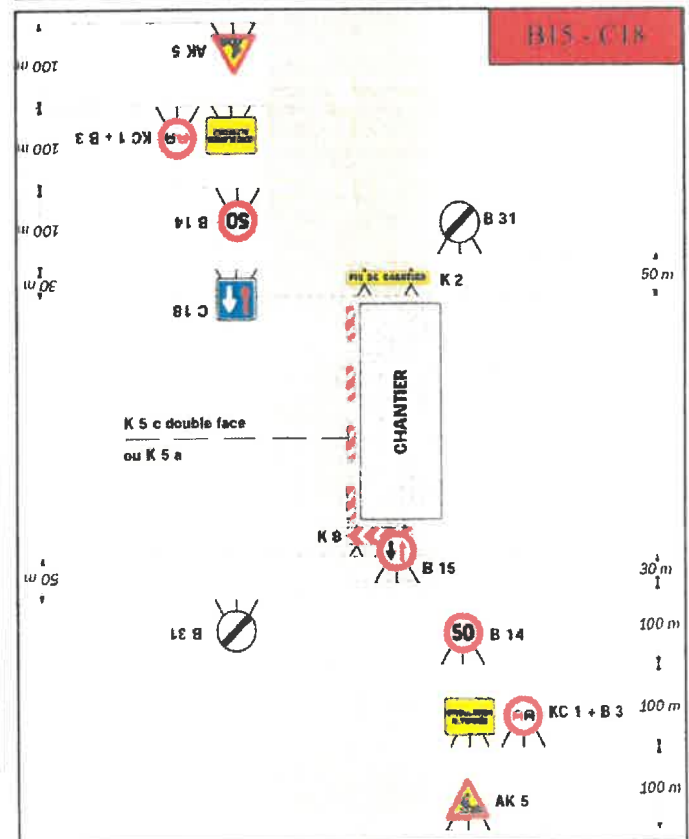 B15 - C18
100 m
AK 5
100 m
KC 1 + B 3
100 m
50
B 14
B 31
30 m
C 18
FIN DE CHANTIER
K 2
50 m
CHANTIER
K 5 c double face
ou K 5 a
K 8
B 15
50 m
30 m
B 31
50
B 14
100 m
KC 1 + B 3
100 m
AK 5
100 m